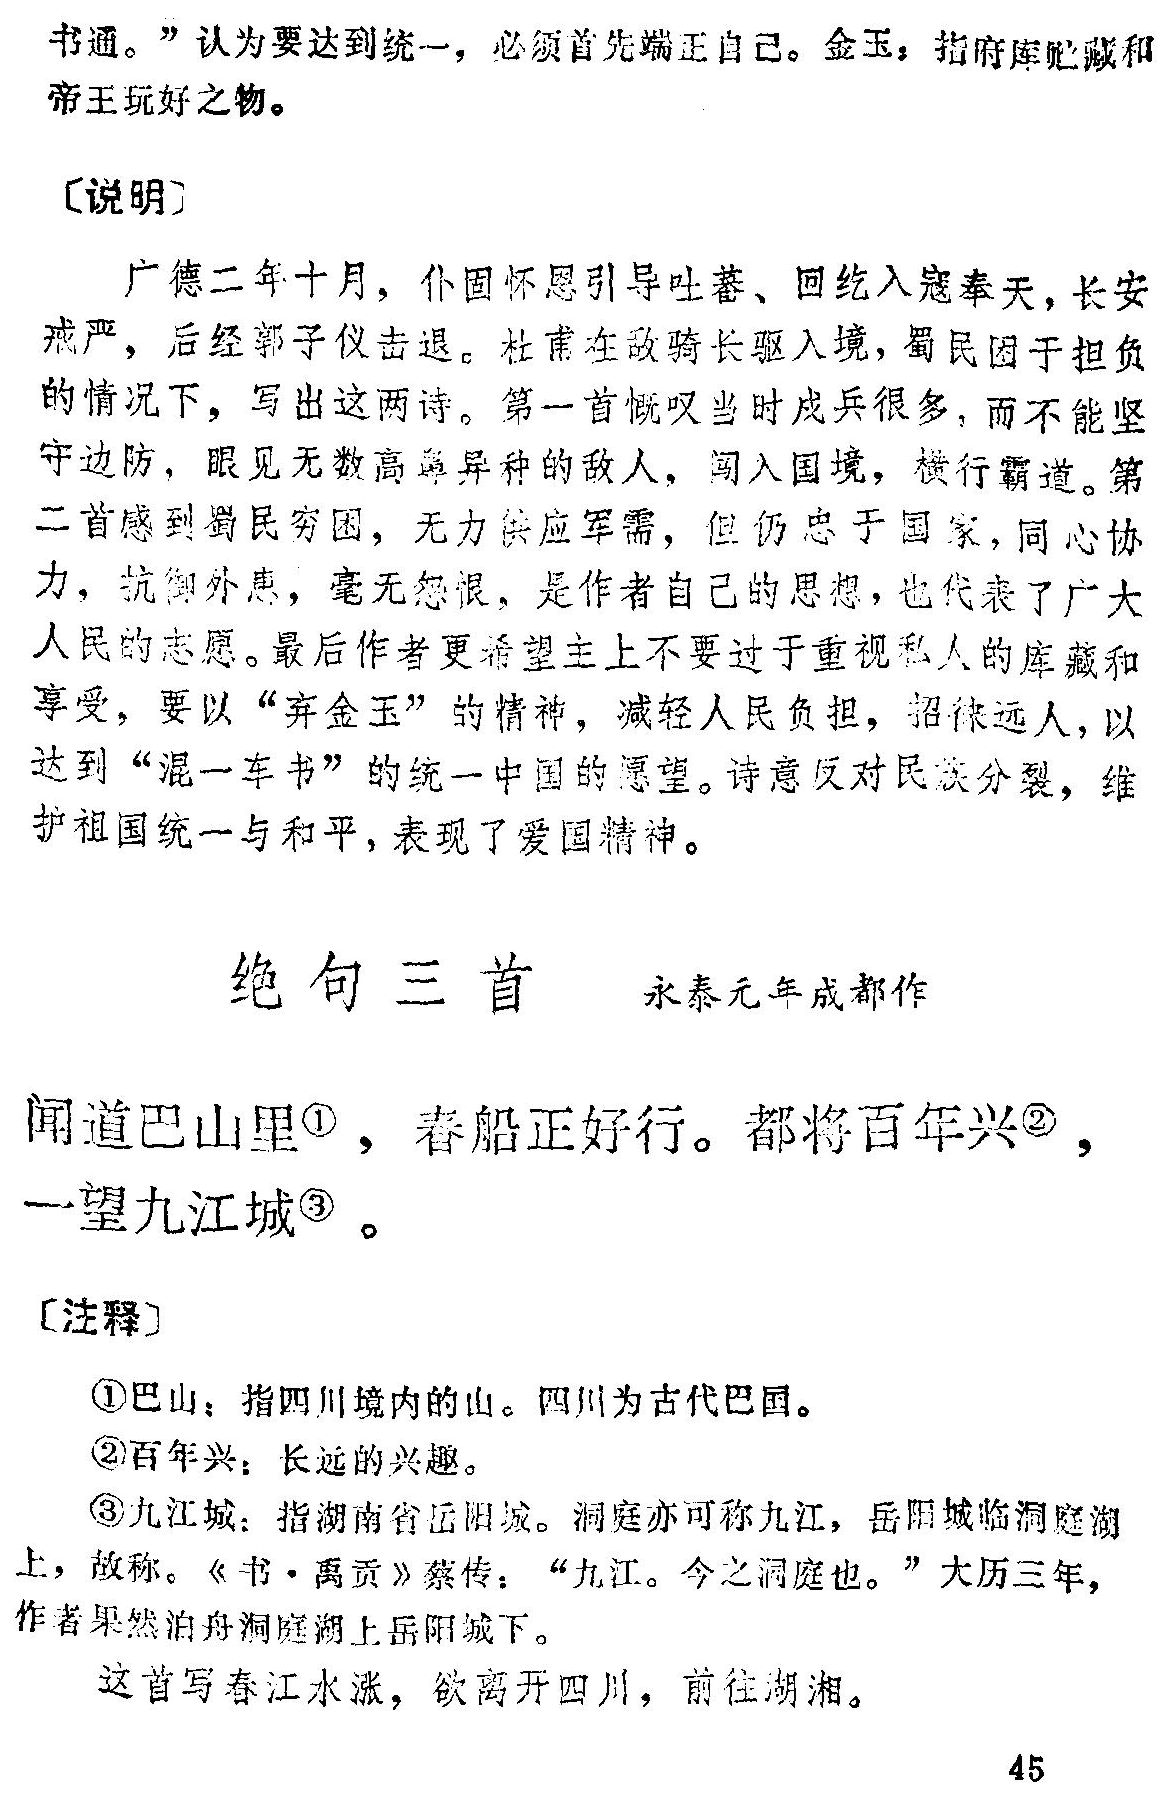 书通。”认为要达到统一，必须首先端正自己。金玉：指府库贮藏和
帝王玩好之物。
〔说明〕
广德二年十月，仆固怀恩引导吐蕃、回纥入寇奉天，长安
戒严，后经郭子仪击退。杜甫在敌骑长驱入境，蜀民困于担负
的情况下，写出这两诗。第一首慨叹当时戍兵很多，而不能坚
守边防，眼见无数高鼻异种的敌人，闯入国境，横行霸道。第
二首感到蜀民穷困，无力供应军需，但仍忠于国家，同心协
力，抗御外患，毫无怨恨，是作者自己的思想，也代表了广大
人民的志愿。最后作者更希望主上不要过于重视私人的库藏和
享受，要以“弃金玉”的精神，减轻人民负担，招徕远人，以
达到“混一车书”的统一中国的愿望。诗意反对民族分裂，维
护祖国统一与和平，表现了爱国精神。
绝句三首 永泰元年成都作
闻道巴山里①，春船正好行。都将百年兴②，
一望九江城③。
〔注释〕
①巴山：指四川境内的山。四川为古代巴国。
②百年兴：长远的兴趣。
③九江城：指湖南省岳阳城。洞庭亦可称九江，岳阳城临洞庭湖
上，故称。《书·禹贡》蔡传：“九江。今之洞庭也。”大历三年，
作者果然泊舟洞庭湖上岳阳城下。
这首写春江水涨，欲离开四川，前往湖湘。
45